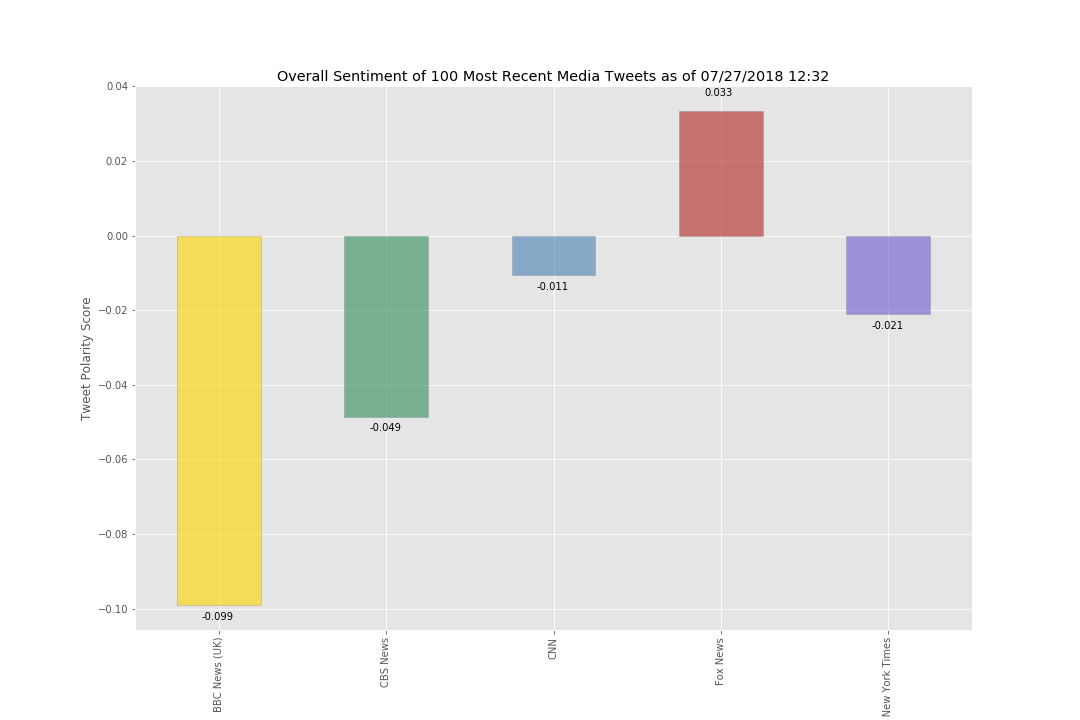 Overall Sentiment of 100 Most Recent Media Tweets as of 07/27/2018 12:32
Tweet Polarity Score
0.04
0.02
0.00
−0.02
−0.04
−0.06
−0.08
−0.10
-0.099
-0.049
-0.011
0.033
-0.021
BBC News (UK)
CBS News
CNN
Fox News
New York Times